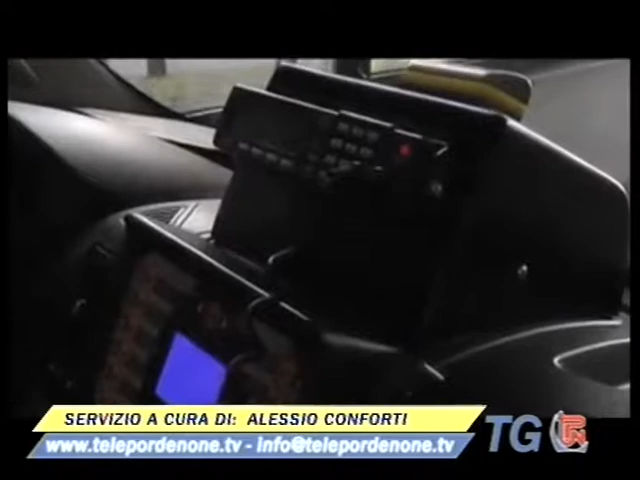 SERVIZIO A CURA DI: ALESSIO CONFORTI
www.telepordenone.tv - info@telepordenone.tv
TG